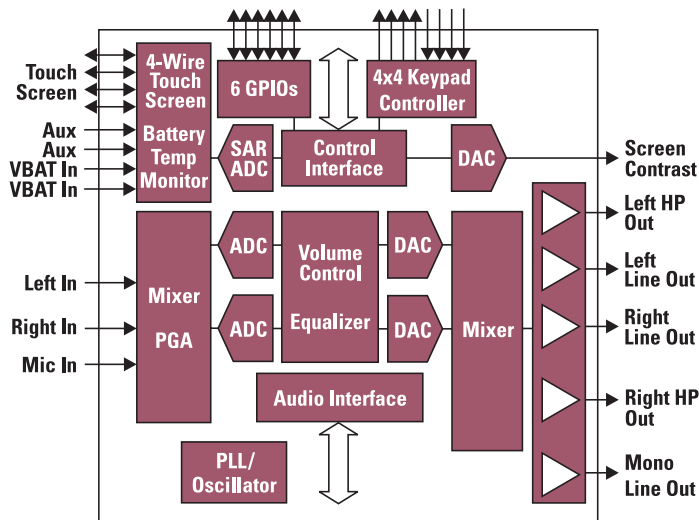 Touch
Screen
Aux
Aux
VBAT In
VBAT In
4-Wire
Touch
Screen
Battery
Temp
Monitor
6 GPIOs
4x4 Keypad
Controller
SAR
ADC
Control
Interface
DAC
Screen
Contrast
Left In
Right In
Mic In
Mixer
PGA
ADC
ADC
Volume
Control
Equalizer
DAC
DAC
Mixer
Left HP
Out
Left
Line Out
Right
Line Out
Right HP
Out
Mono
Line Out
Audio Interface
PLL/
Oscillator